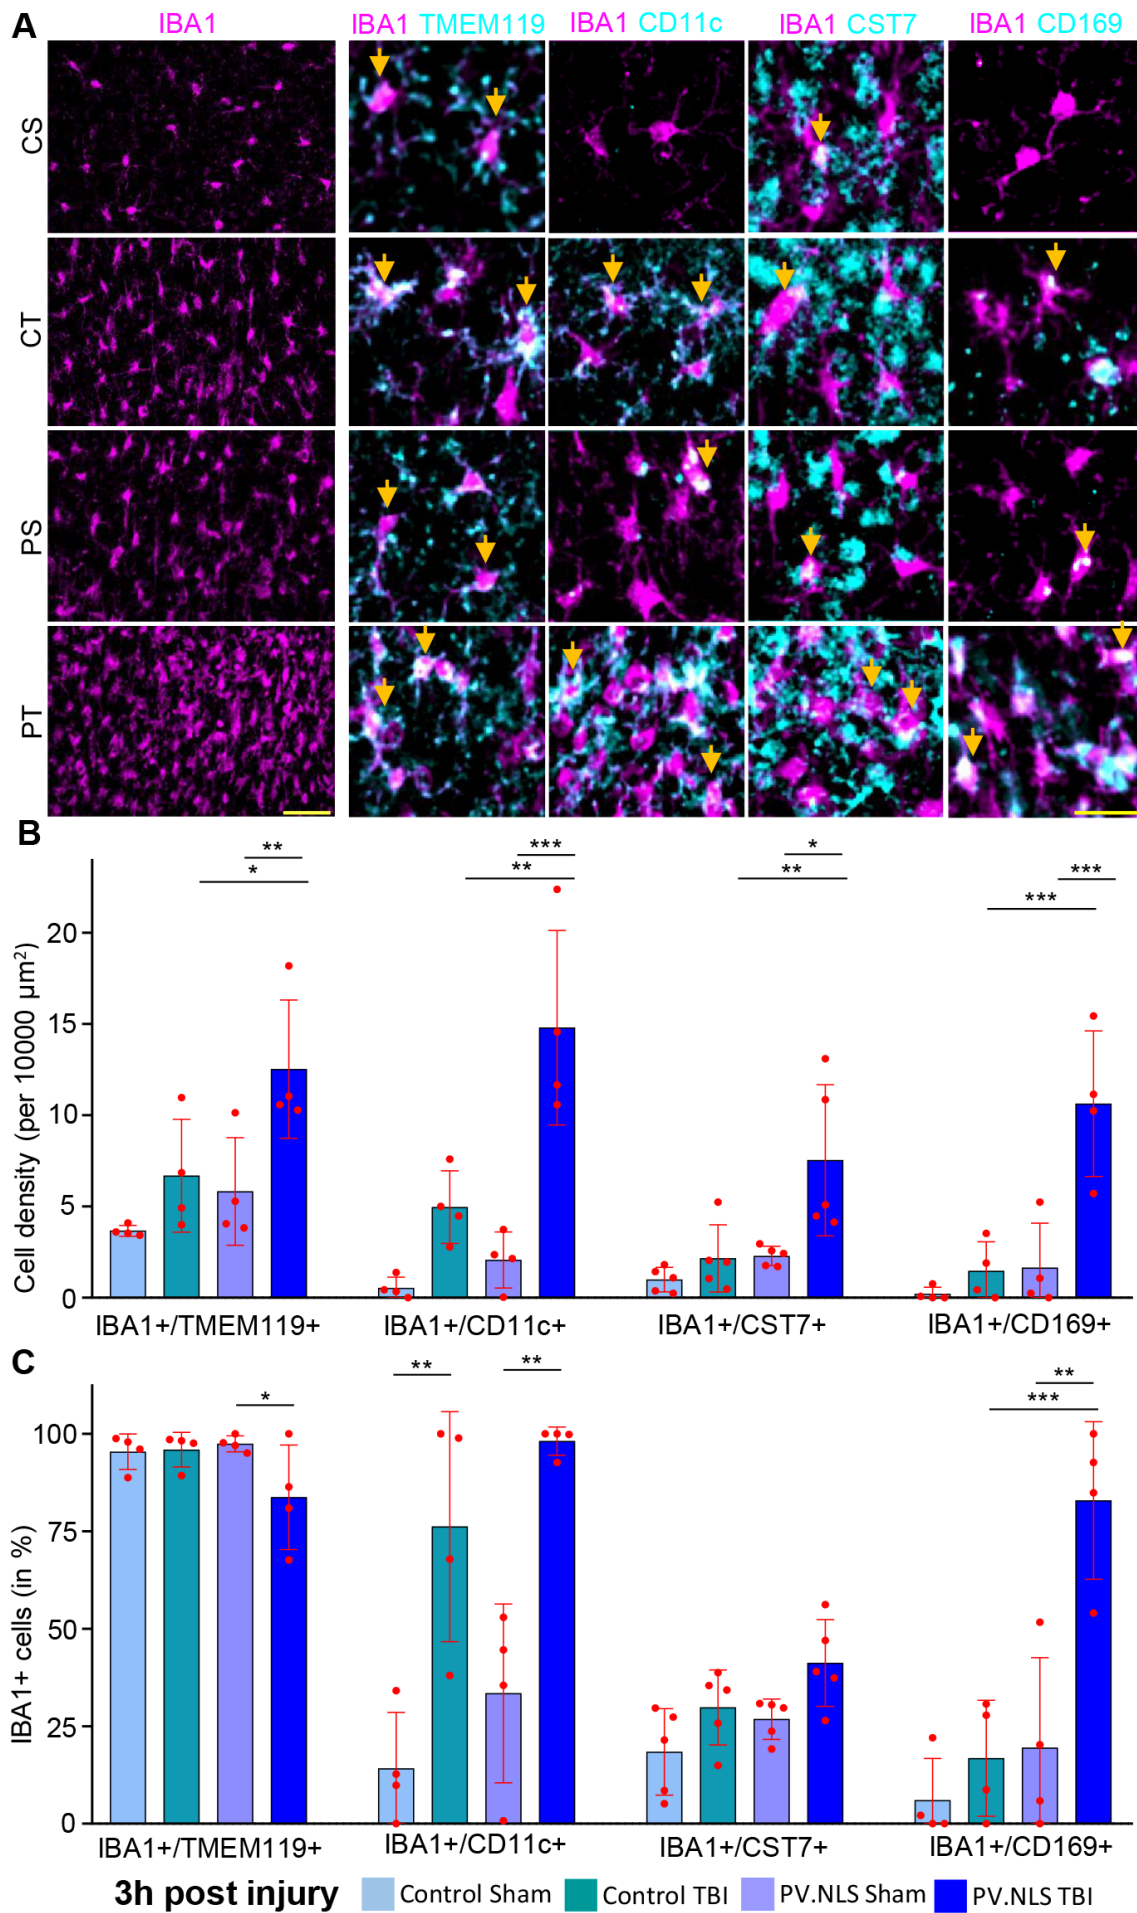 A
IBA1
IBA1 TMEM119
IBA1 CD11c
IBA1 CST7
IBA1 CD169
CS
CT
PS
PT
B
** *** * ***
* ** ** ***
Cell density (per 10000 µm²)
20
15
10
5
0
IBA1+/TMEM119+ IBA1+/CD11c+ IBA1+/CST7+ IBA1+/CD169+
C
** ** **
* ***
IBA1+ cells (in %)
100
75
50
25
0
IBA1+/TMEM119+ IBA1+/CD11c+ IBA1+/CST7+ IBA1+/CD169+
3h post injury Control Sham Control TBI PV.NLS Sham PV.NLS TBI